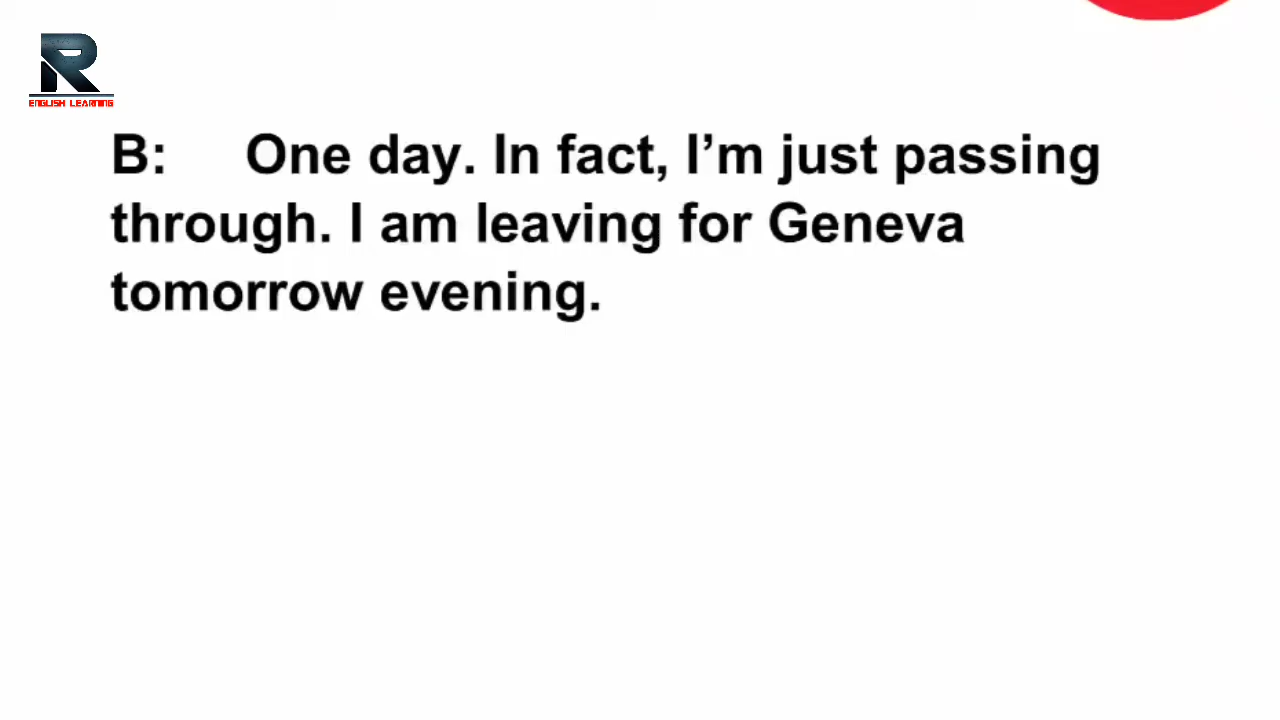 R
ENGLISH LEARNING
B: One day. In fact, I’m just passing
through. I am leaving for Geneva
tomorrow evening.